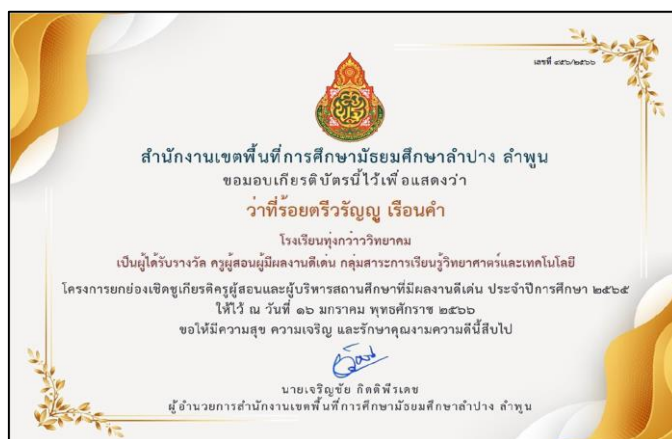 เลขที่ ๔๕๖/๒๕๖๖
สำนักงานเขตพื้นที่การศึกษามัธยมศึกษาลำปาง ลำพูน
ขอมอบเกียรติบัตรนี้ไว้เพื่อแสดงว่า
ว่าที่ร้อยตรีวรัญญู เรือนคำ
โรงเรียนทุ่งกว๋าววิทยาคม
เป็นผู้ได้รับรางวัล ครูผู้สอนผู้มีผลงานดีเด่น กลุ่มสาระการเรียนรู้วิทยาศาตร์และเทคโนโลยี
โครงการยกย่องเชิดชูเกียรติครูผู้สอนและผู้บริหารสถานศึกษาที่มีผลงานดีเด่น ประจำปีการศึกษา ๒๕๖๕
ให้ไว้ ณ วันที่ ๑๖ มกราคม พุทธศักราช ๒๕๖๖
ขอให้มีความสุข ความเจริญ และรักษาคุณงามความดีนี้สืบไป
นายเจริญชัย กิตติพีรเดช
ผู้อำนวยการสำนักงานเขตพื้นที่การศึกษามัธยมศึกษาลำปาง ลำพูน